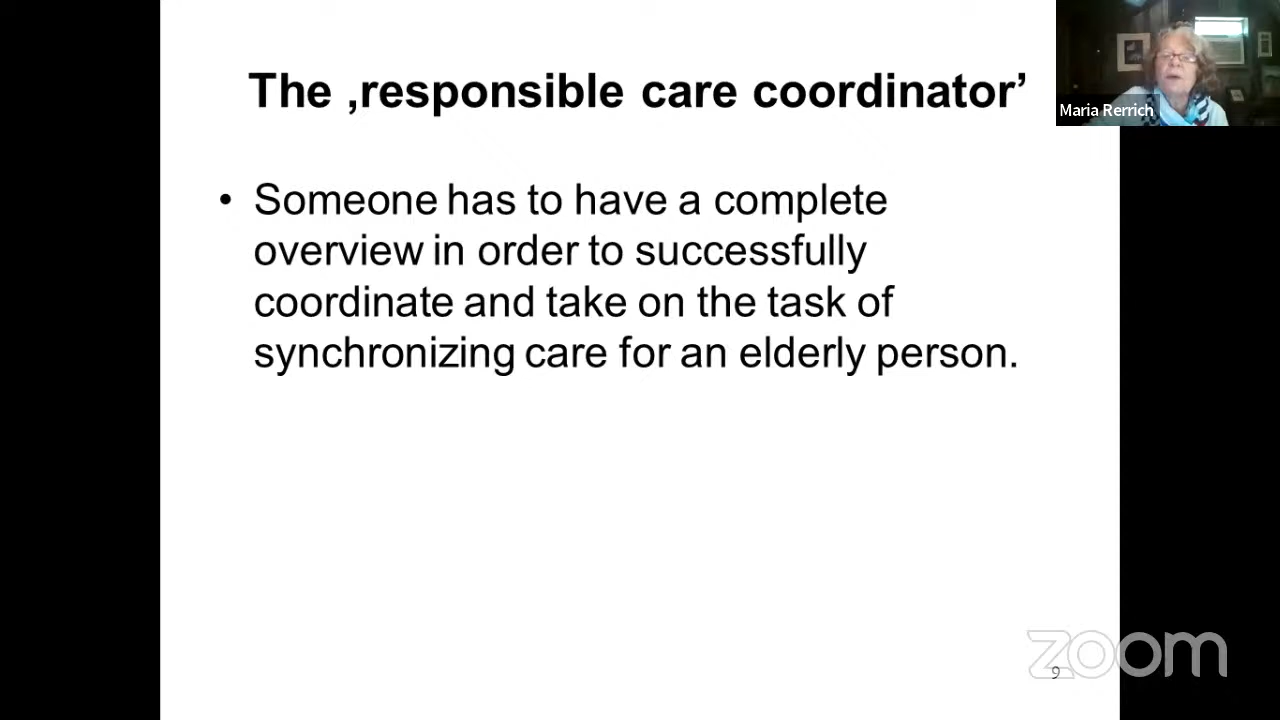 The ‚responsible care coordinator’
Maria Rerrich
• Someone has to have a complete
overview in order to successfully
coordinate and take on the task of
synchronizing care for an elderly person.
zoom
9